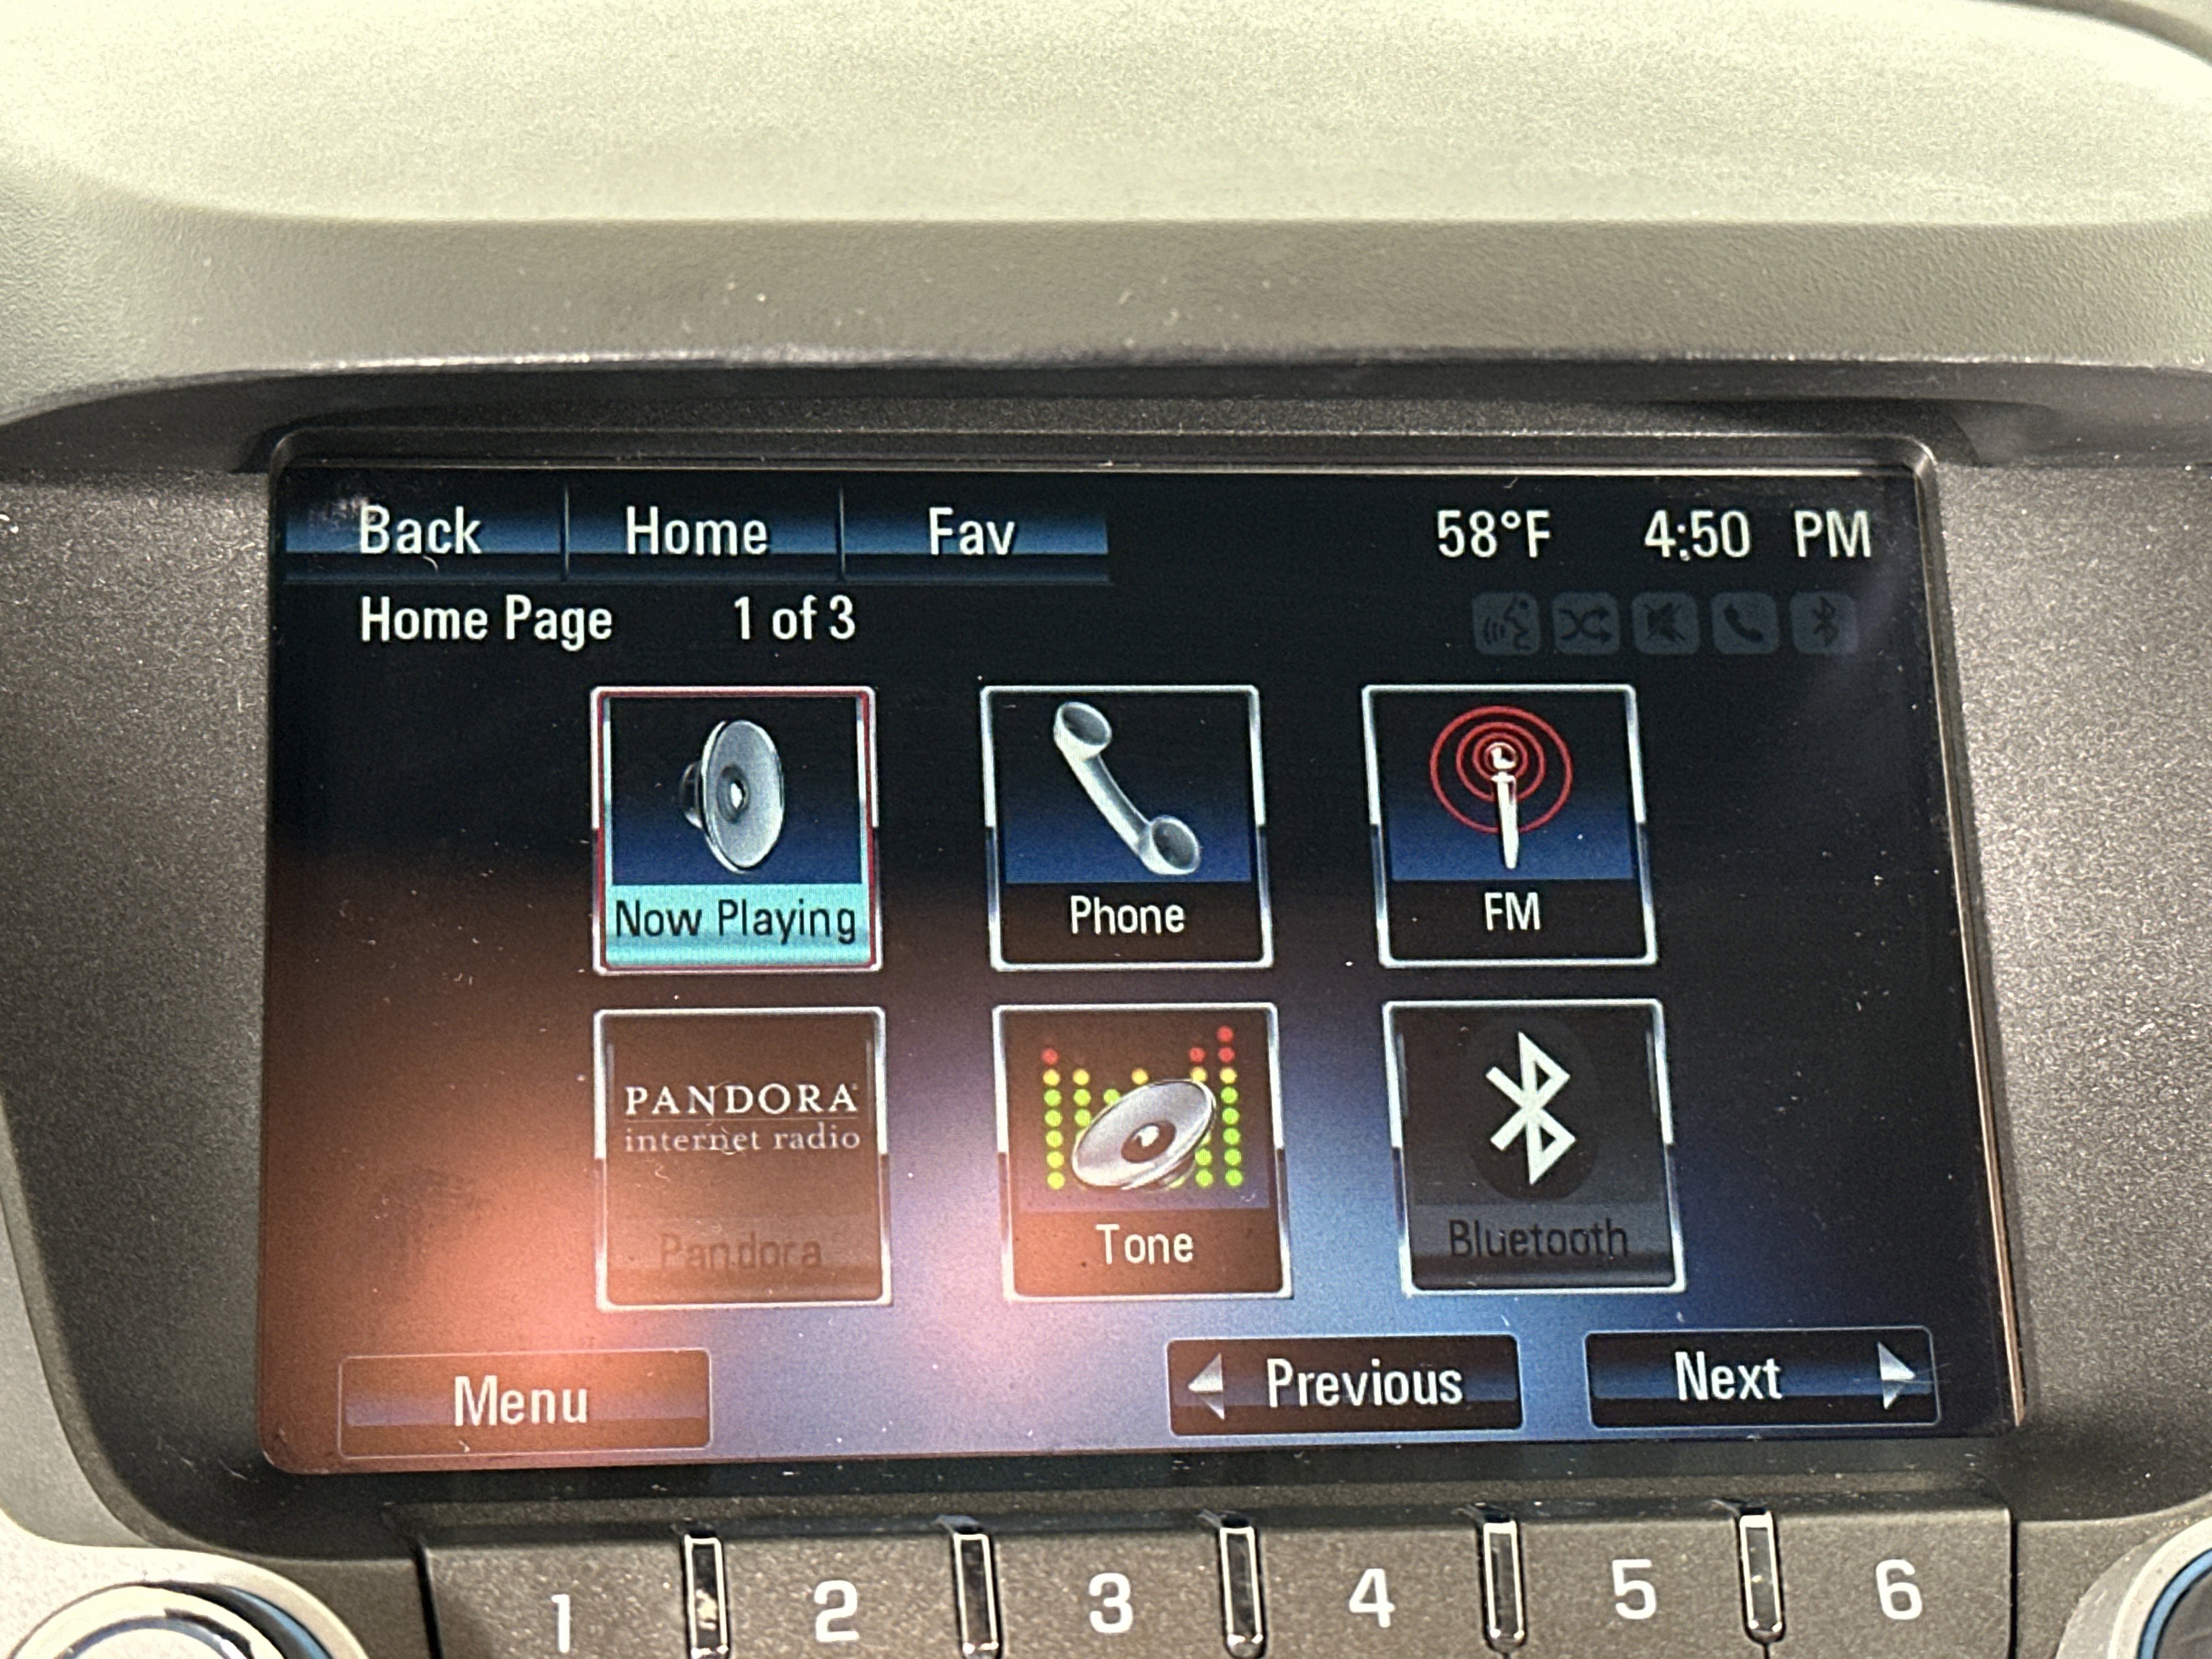 Back Home Fav 58°F 4:50 PM
Home Page 1 of 3
Now Playing Phone FM
PANDORA
internet radio
Pandora Tone Bluetooth
Menu Previous Next
1 2 3 4 5 6